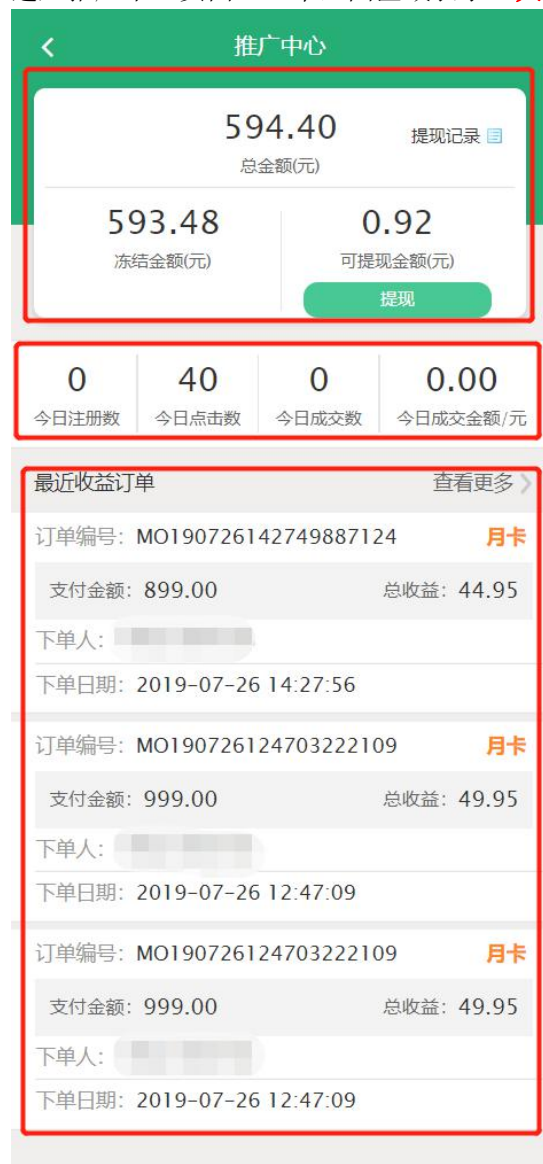 推广中心
594.40
提现记录
总金额(元)
593.48
0.92
冻结金额(元)
可提现金额(元)
提现
0
40
0
0.00
今日注册数
今日点击数
今日成交数
今日成交金额/元
最近收益订单
查看更多
订单编号: MO190726142749887124
月卡
支付金额: 899.00
总收益: 44.95
下单人:
下单日期: 2019-07-26 14:27:56
订单编号: MO190726124703222109
月卡
支付金额: 999.00
总收益: 49.95
下单人:
下单日期: 2019-07-26 12:47:09
订单编号: MO190726124703222109
月卡
支付金额: 999.00
总收益: 49.95
下单人:
下单日期: 2019-07-26 12:47:09